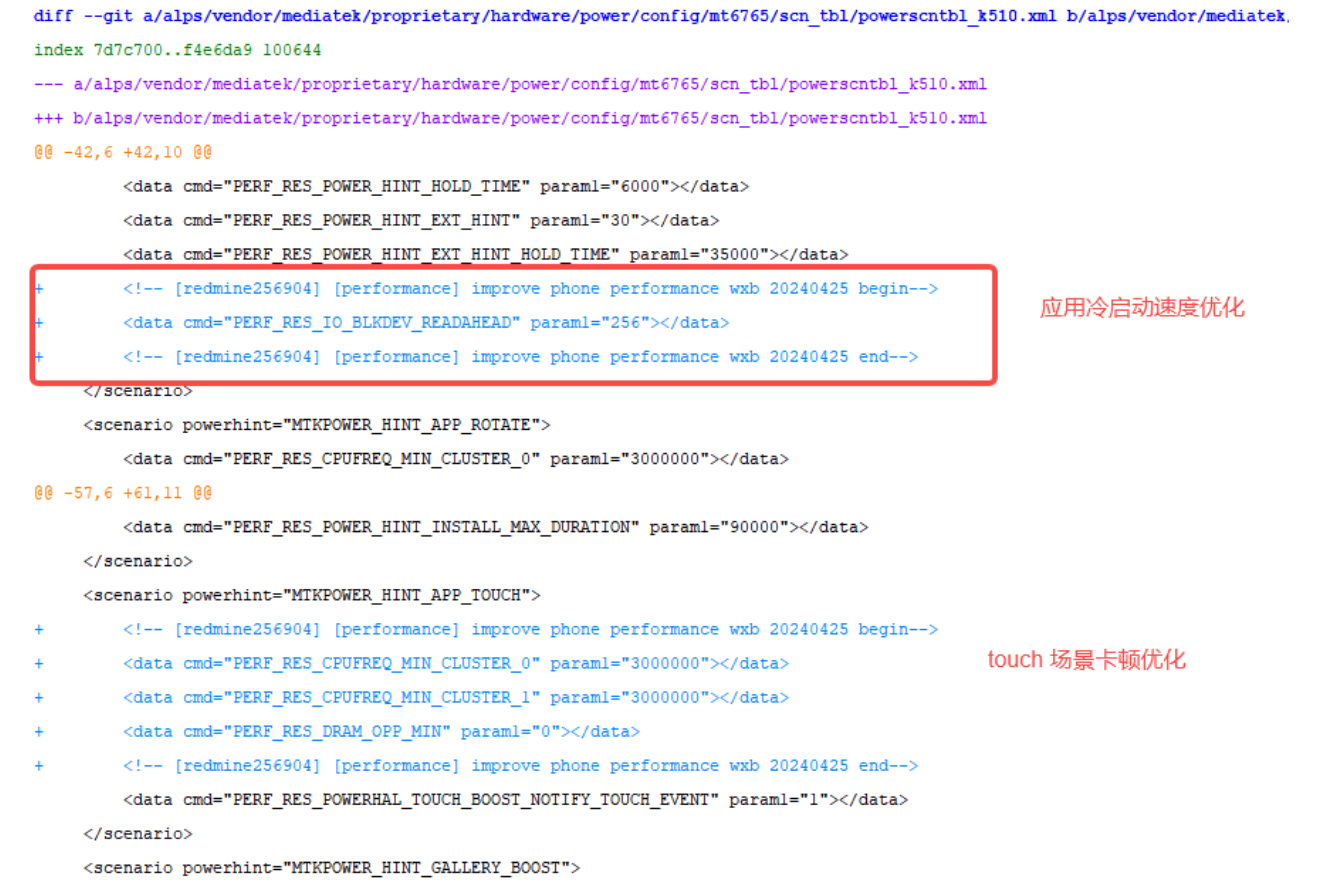 diff --git a/alps/vendor/mediatek/proprietary/hardware/power/config/mt6765/scn_tbl/powerscntbl_k510.xml b/alps/vendor/mediatek.
index 7d7c700..f4e6da9 100644
--- a/alps/vendor/mediatek/proprietary/hardware/power/config/mt6765/scn_tbl/powerscntbl_k510.xml
+++ b/alps/vendor/mediatek/proprietary/hardware/power/config/mt6765/scn_tbl/powerscntbl_k510.xml
@@ -42,6 +42,10 @@
<data cmd="PERF_RES_POWER_HINT_HOLD_TIME" param1="6000"></data>
<data cmd="PERF_RES_POWER_HINT_EXT_HINT" param1="30"></data>
<data cmd="PERF_RES_POWER_HINT_EXT_HINT_HOLD_TIME" param1="35000"></data>
+ <!-- [redmine256904] [performance] improve phone performance wxb 20240425 begin-->
应用冷启动速度优化
+ <data cmd="PERF_RES_IO_BLKDEV_READAHEAD" param1="256"></data>
+ <!-- [redmine256904] [performance] improve phone performance wxb 20240425 end-->
</scenario>
<scenario powerhint="MTKPOWER_HINT_APP_ROTATE">
<data cmd="PERF_RES_CPUFREQ_MIN_CLUSTER_0" param1="3000000"></data>
@@ -57,6 +61,11 @@
<data cmd="PERF_RES_POWER_HINT_INSTALL_MAX_DURATION" param1="90000"></data>
</scenario>
<scenario powerhint="MTKPOWER_HINT_APP_TOUCH">
+ <!-- [redmine256904] [performance] improve phone performance wxb 20240425 begin-->
+ <data cmd="PERF_RES_CPUFREQ_MIN_CLUSTER_0" param1="3000000"></data>
touch 场景卡顿优化
+ <data cmd="PERF_RES_CPUFREQ_MIN_CLUSTER_1" param1="3000000"></data>
+ <data cmd="PERF_RES_DRAM_OPP_MIN" param1="0"></data>
+ <!-- [redmine256904] [performance] improve phone performance wxb 20240425 end-->
<data cmd="PERF_RES_POWERHAL_TOUCH_BOOST_NOTIFY_TOUCH_EVENT" param1="1"></data>
</scenario>
<scenario powerhint="MTKPOWER_HINT_GALLERY_BOOST">